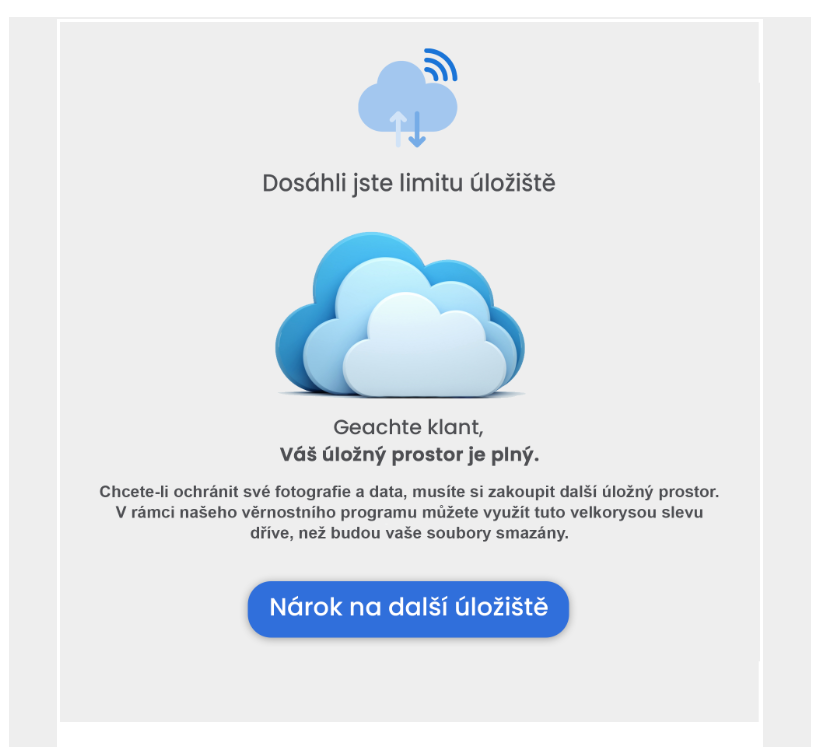 Dosáhli jste limitu úložiště
Geachte klant,
Váš úložný prostor je plný.
Chcete-li ochránit své fotografie a data, musíte si zakoupit další úložný prostor.
V rámci našeho věrnostního programu můžete využít tuto velkorysou slevu
dříve, než budou vaše soubory smazány.
Nárok na další úložiště